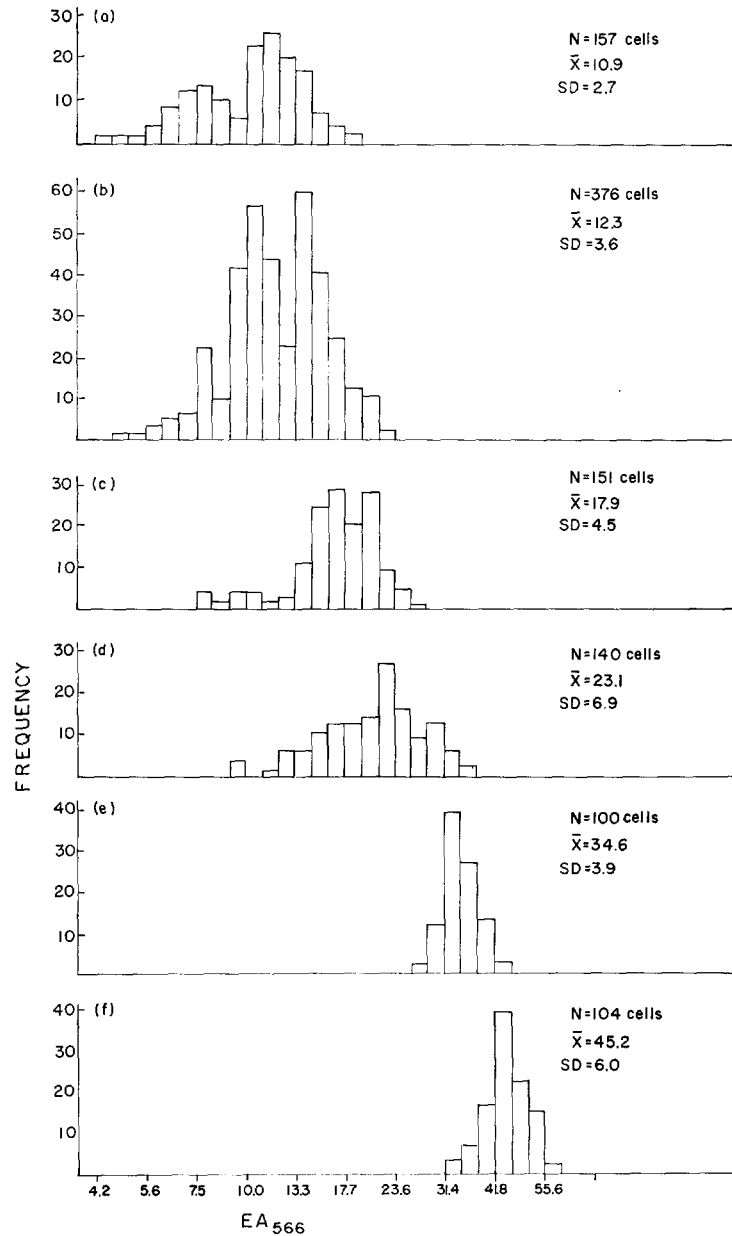 (a)
30
20
10
N=157 cells
X̄=10.9
SD=2.7
(b)
60
50
40
30
20
10
N=376 cells
X̄=12.3
SD=3.6
(c)
30
20
10
N=151 cells
X̄=17.9
SD=4.5
(d)
30
20
10
N=140 cells
X̄=23.1
SD=6.9
FREQUENCY
(e)
40
30
20
10
N=100 cells
X̄=34.6
SD=3.9
(f)
40
30
20
10
N=104 cells
X̄=45.2
SD=6.0
4.2 5.6 7.5 10.0 13.3 17.7 23.6 31.4 41.8 55.6
EA566